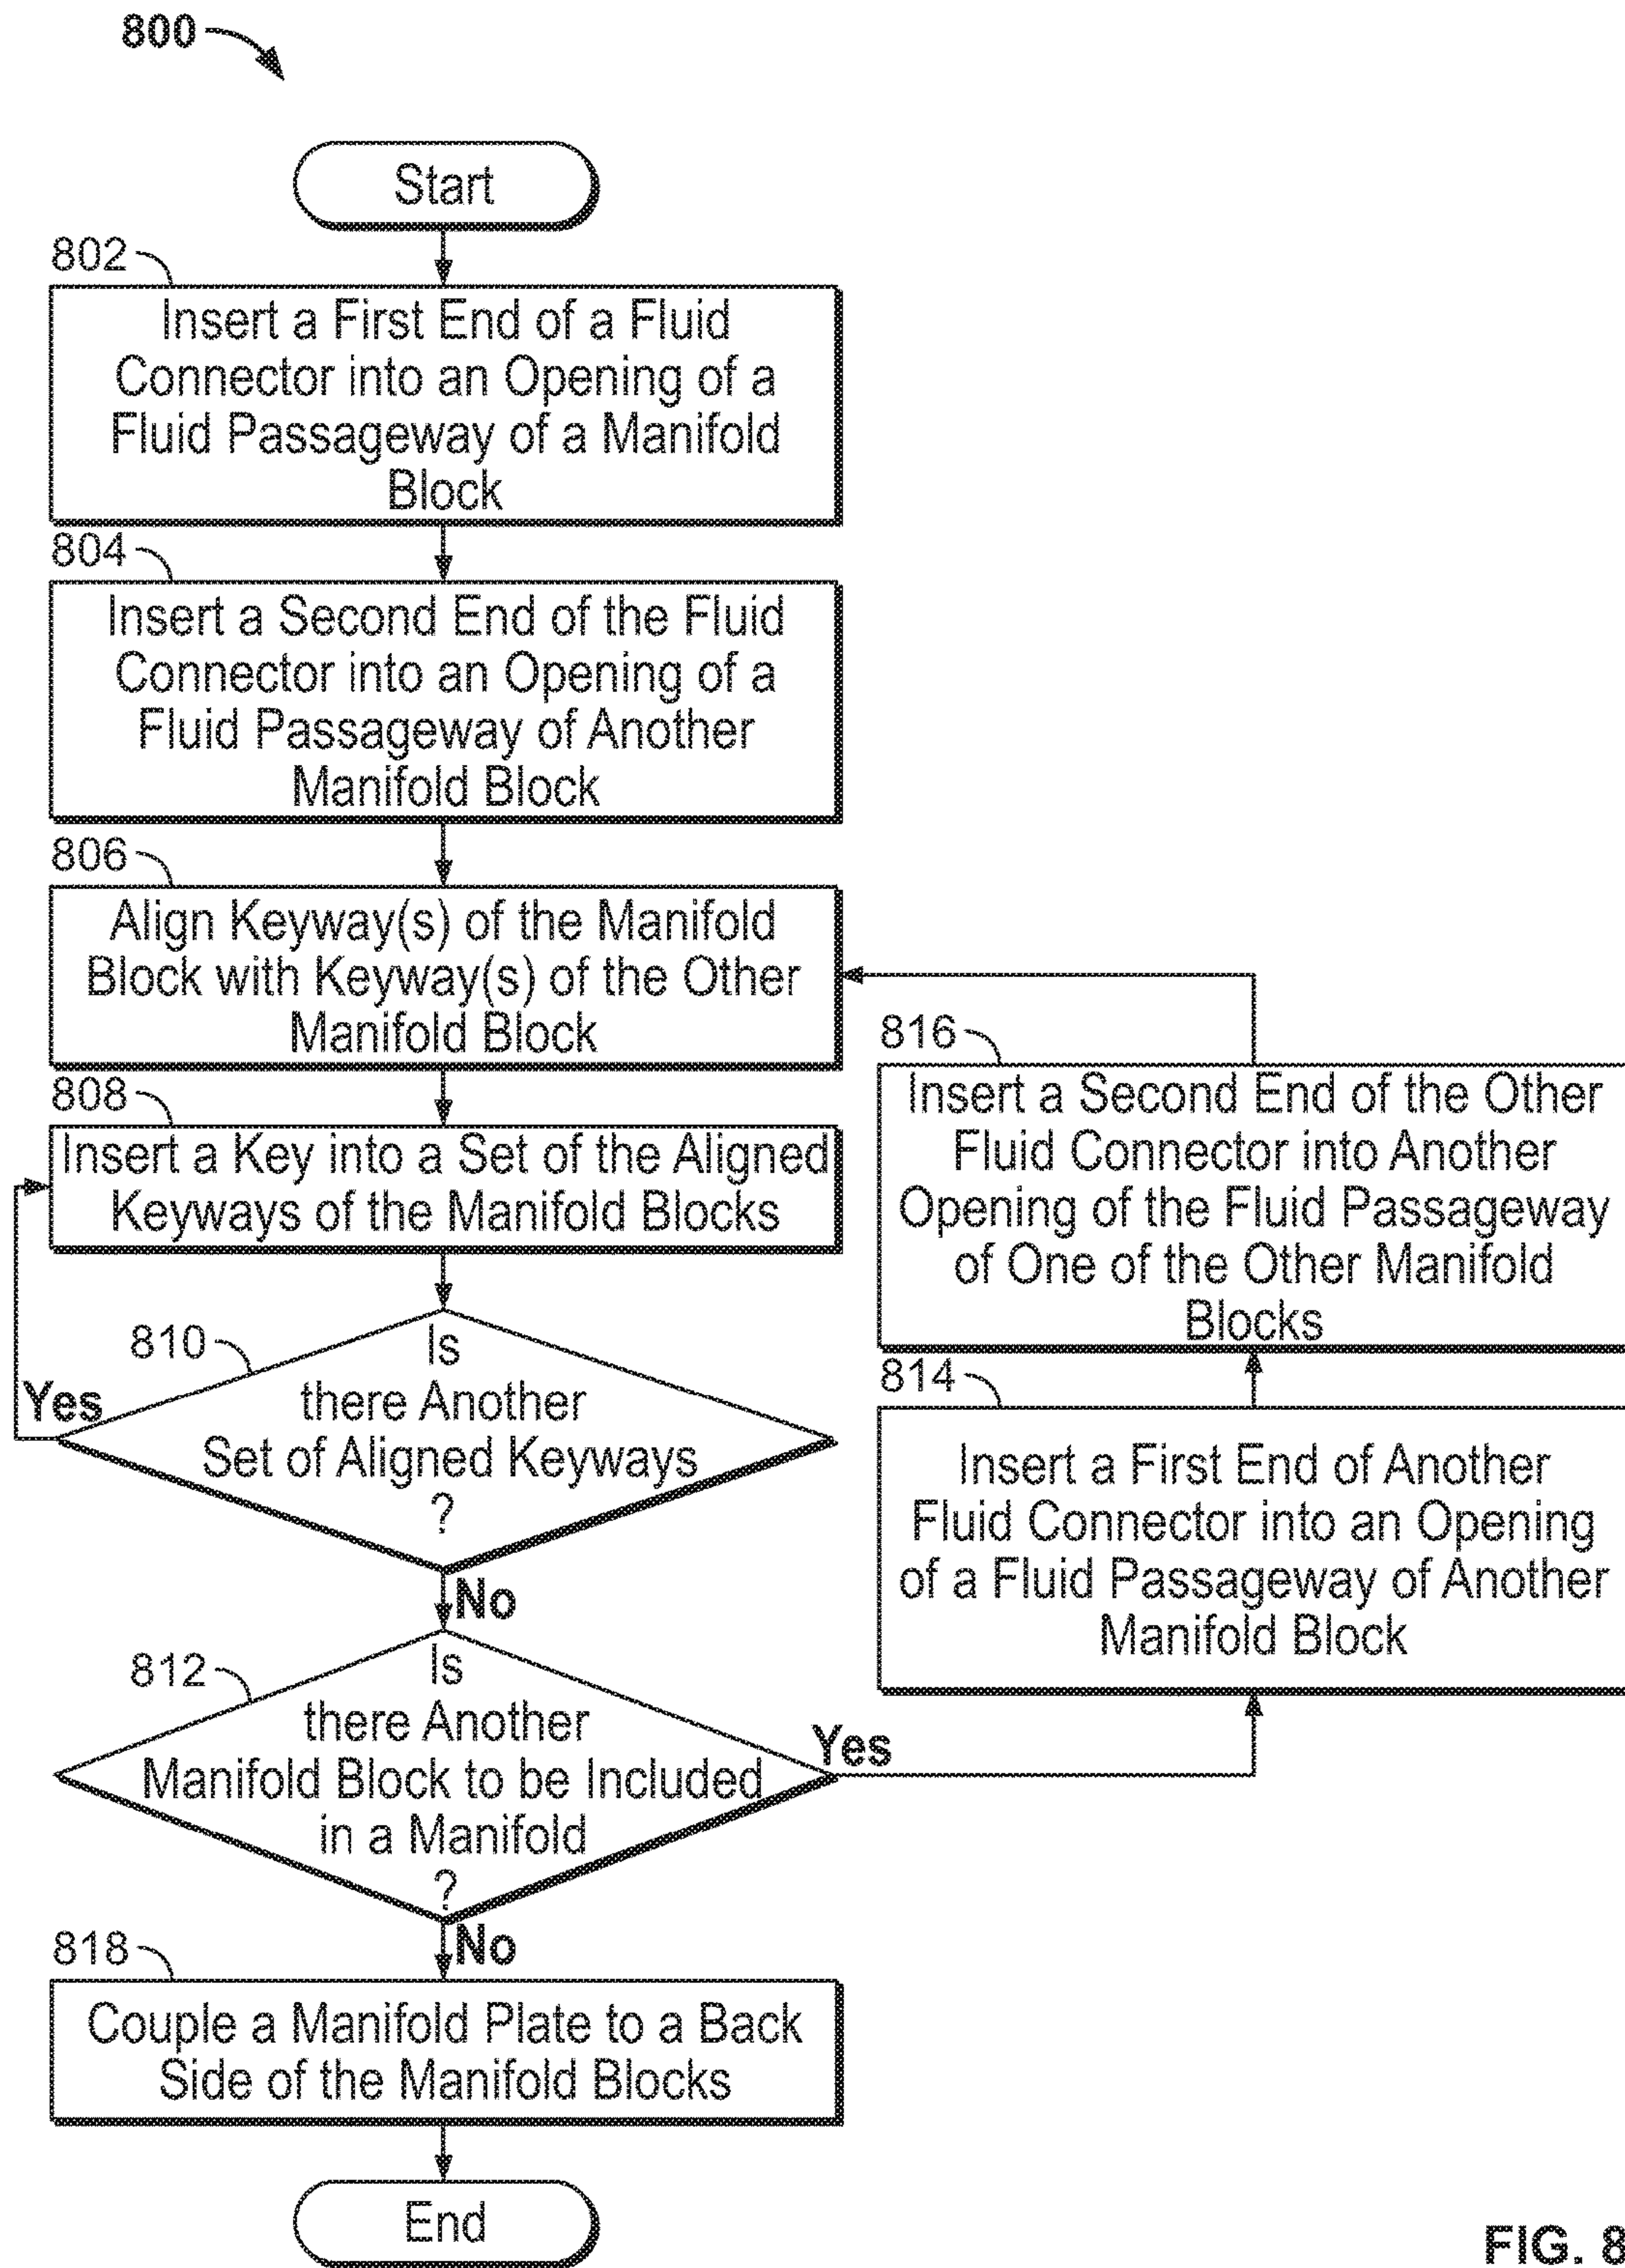 800
Start
802
Insert a First End of a Fluid
Connector into an Opening of a
Fluid Passageway of a Manifold
Block
804
Insert a Second End of the Fluid
Connector into an Opening of a
Fluid Passageway of Another
Manifold Block
806
Align Keyway(s) of the Manifold
Block with Keyway(s) of the Other
Manifold Block
808
Insert a Key into a Set of the Aligned
Keyways of the Manifold Blocks
810
Is
there Another
Set of Aligned Keyways
?
Yes
No
812
Is
there Another
Manifold Block to be Included
in a Manifold
?
Yes
No
814
Insert a First End of Another
Fluid Connector into an Opening
of a Fluid Passageway of Another
Manifold Block
816
Insert a Second End of the Other
Fluid Connector into Another
Opening of the Fluid Passageway
of One of the Other Manifold
Blocks
818
Couple a Manifold Plate to a Back
Side of the Manifold Blocks
End
FIG. 8